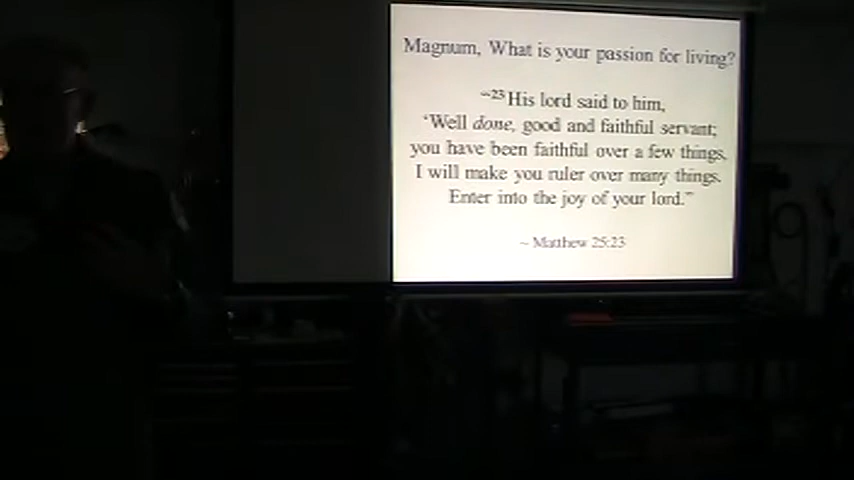 Magnum, What is your passion for living?
“²³His lord said to him,
‘Well done, good and faithful servant;
you have been faithful over a few things,
I will make you ruler over many things.
Enter into the joy of your lord.’”
~ Matthew 25:23